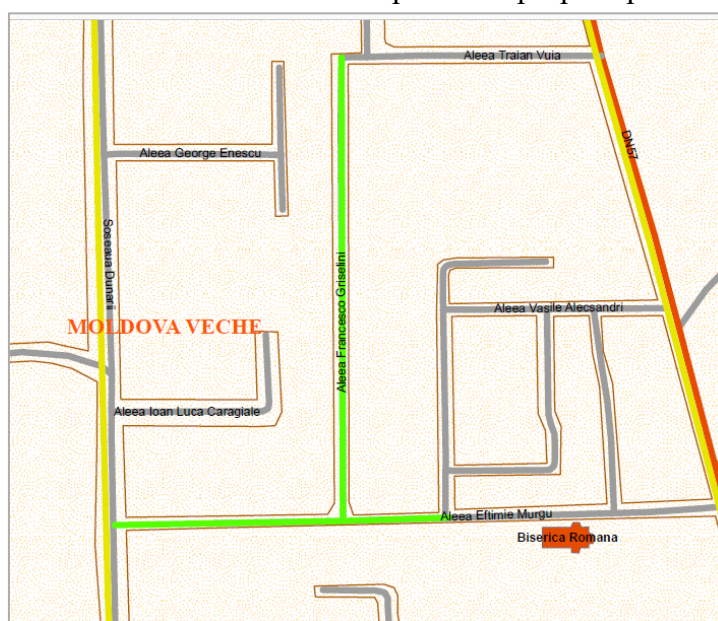 Aleea Traian Vuia
DN57
Aleea George Enescu
Soseaua Dunarii
Aleea Francesco Griselini
Aleea Vasile Alecsandri
MOLDOVA VECHE
Aleea Ioan Luca Caragiale
Aleea Eftimie Murgu
Biserica Romana